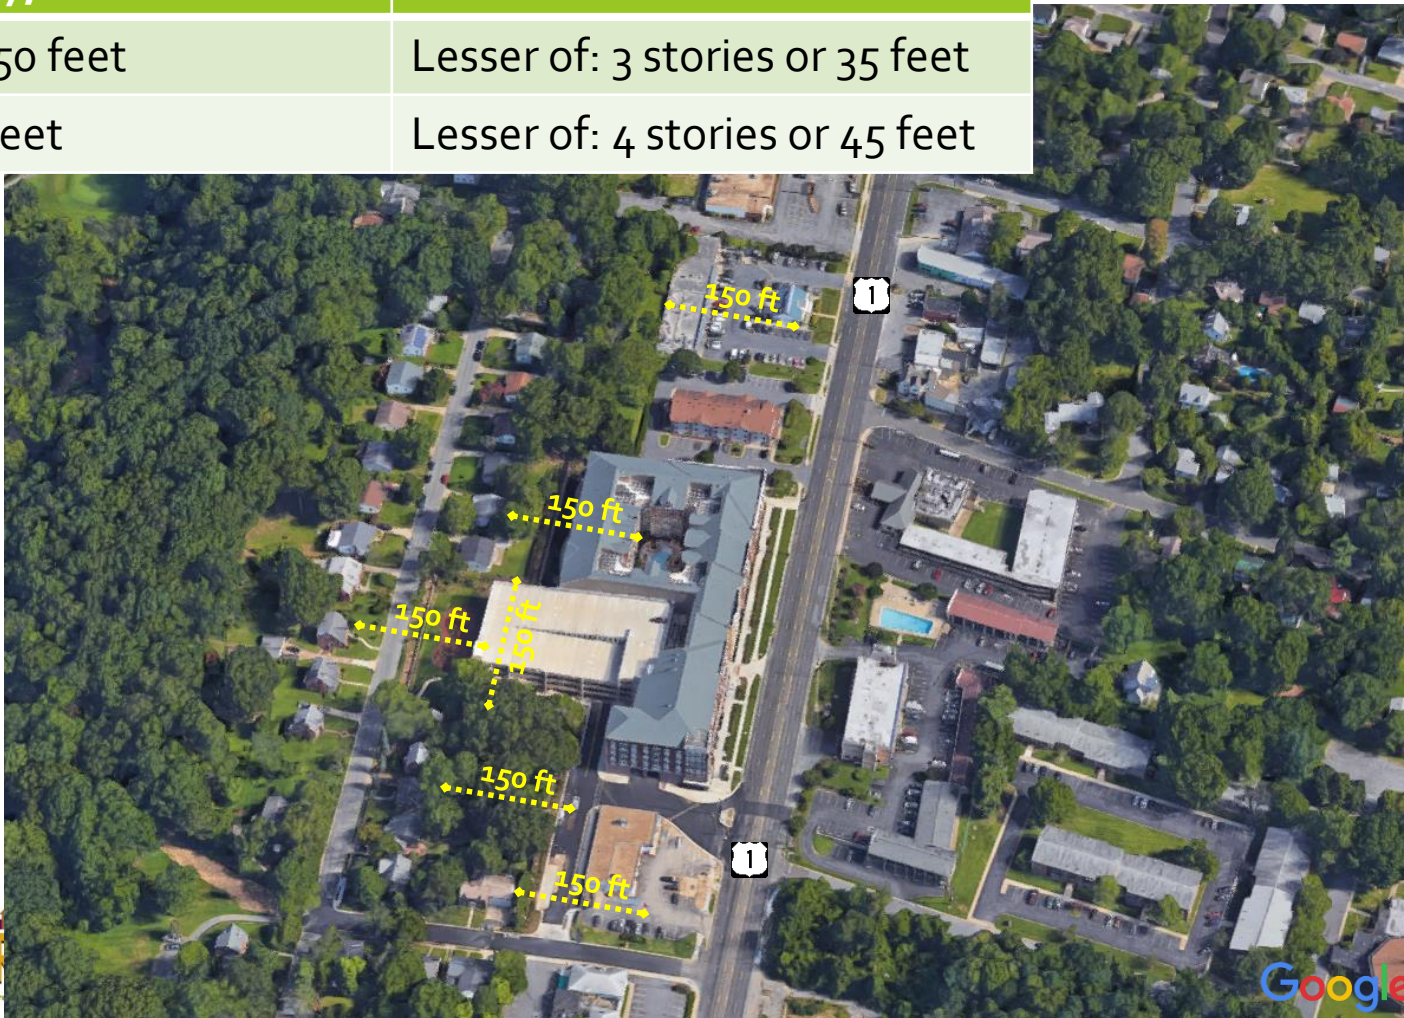 50 feet
Lesser of: 3 stories or 35 feet
eet
Lesser of: 4 stories or 45 feet
150 ft
1
150 ft
150 ft
150 ft
150 ft
1
150 ft
Google